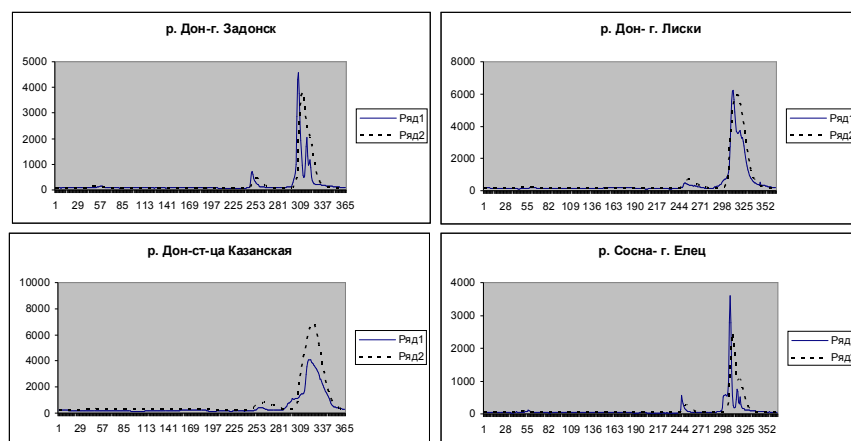 р. Дон-г. Задонск
5000
4000
3000
2000
1000
0
1 29 57 85 113 141 169 197 225 253 281 309 337 365
Ряд1
Ряд2
р. Дон- г. Лиски
8000
6000
4000
2000
0
1 28 55 82 109 136 163 190 217 244 271 298 325 352
Ряд1
Ряд2
р. Дон-ст-ца Казанская
10000
8000
6000
4000
2000
0
1 29 57 85 113 141 169 197 225 253 281 309 337 365
Ряд1
Ряд2
р. Сосна- г. Елец
4000
3000
2000
1000
0
1 28 55 82 109 136 163 190 217 244 271 298 325 352
Ряд1
Ряд2